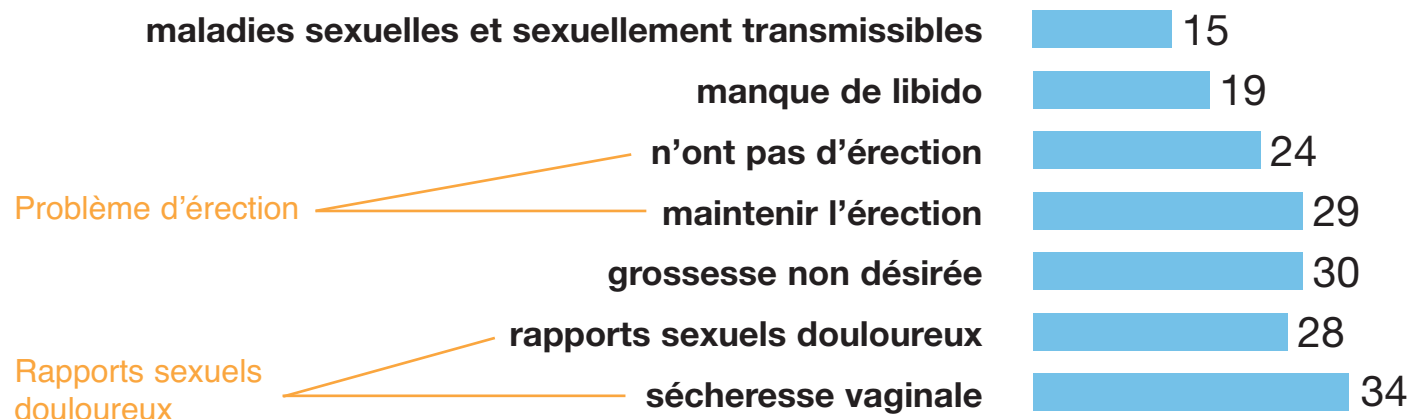 maladies sexuelles et sexuellement transmissibles 15
manque de libido 19
n’ont pas d’érection 24
Problème d’érection
maintenir l’érection 29
grossesse non désirée 30
rapports sexuels douloureux 28
Rapports sexuels
douloureux
sécheresse vaginale 34